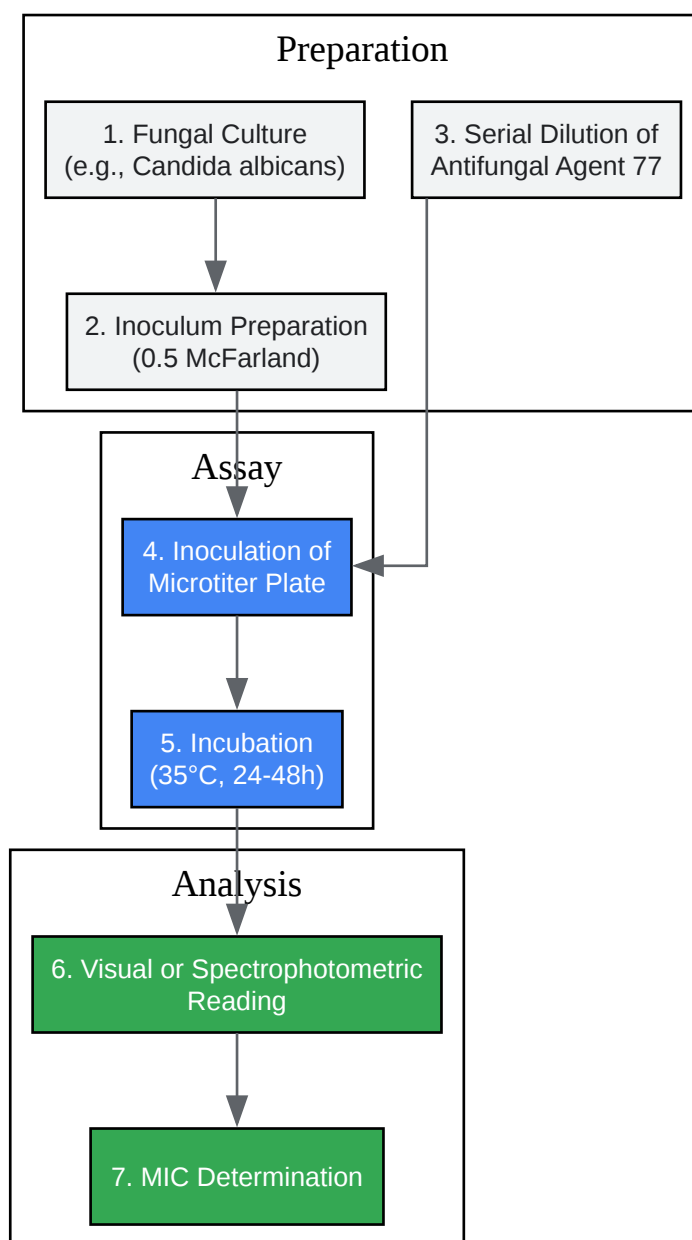 Preparation
1. Fungal Culture
(e.g., Candida albicans)
3. Serial Dilution of
Antifungal Agent 77
2. Inoculum Preparation
(0.5 McFarland)
Assay
4. Inoculation of
Microtiter Plate
5. Incubation
(35°C, 24-48h)
Analysis
6. Visual or Spectrophotometric
Reading
7. MIC Determination